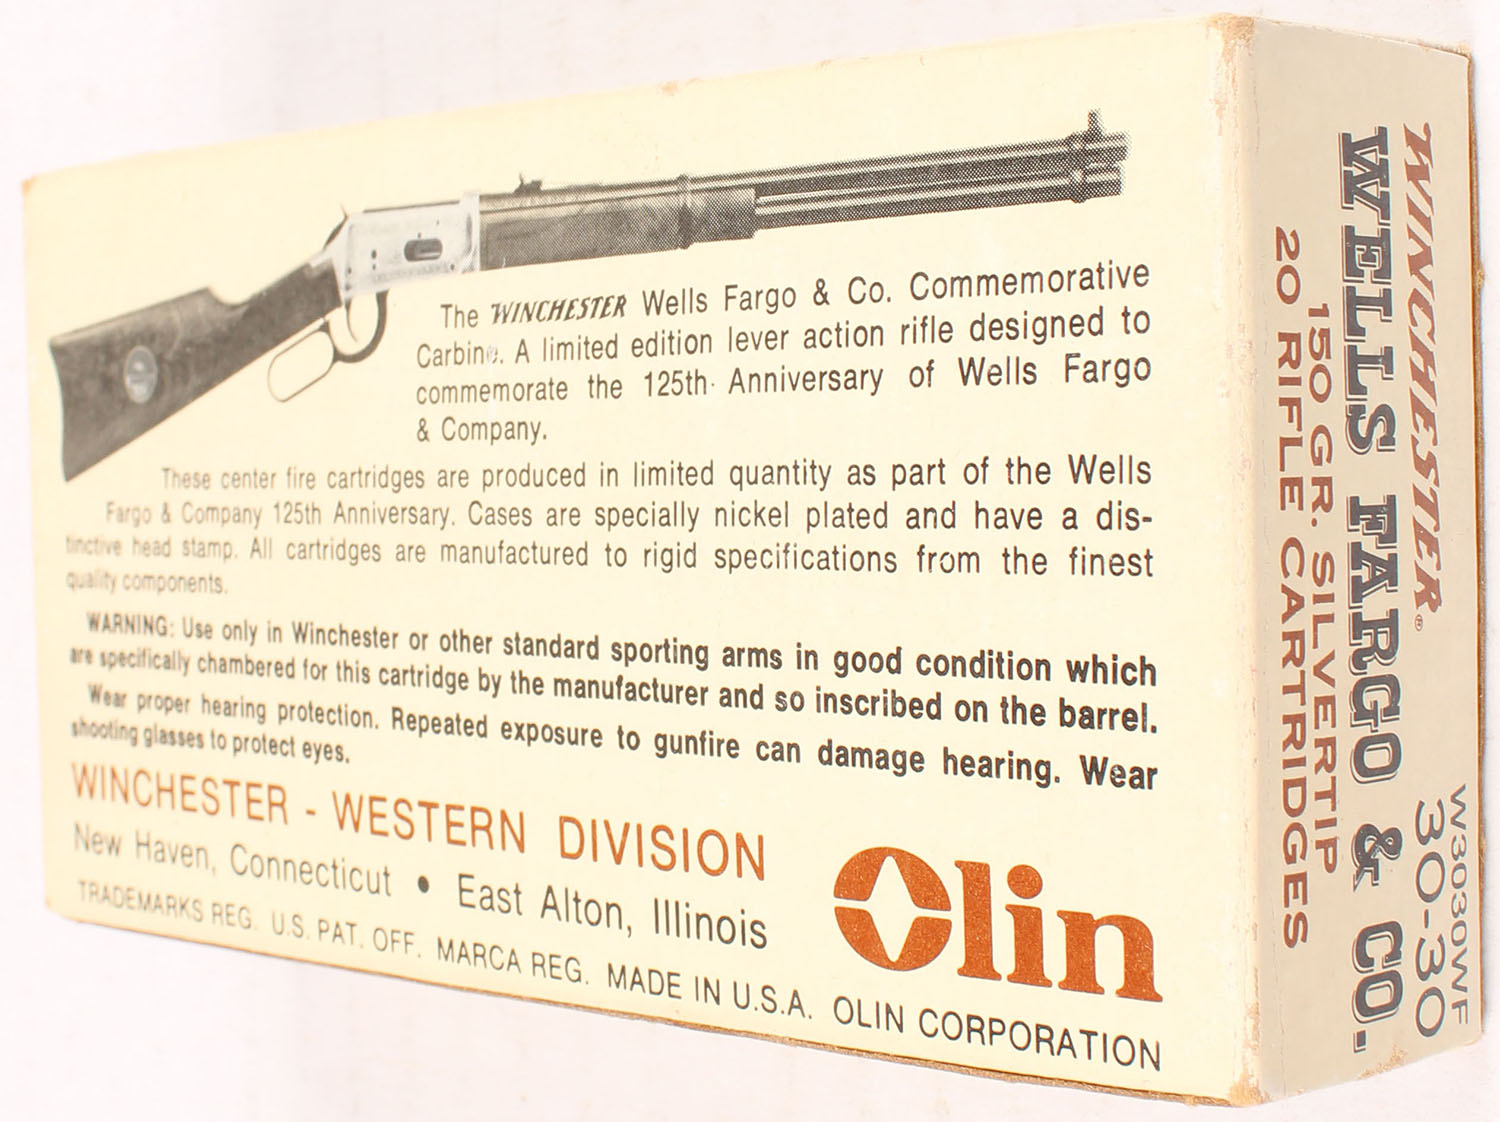 The WINCHESTER Wells Fargo & Co. Commemorative
Carbine. A limited edition lever action rifle designed to
commemorate the 125th Anniversary of Wells Fargo
& Company.
These center fire cartridges are produced in limited quantity as part of the Wells
Fargo & Company 125th Anniversary. Cases are specially nickel plated and have a dis-
tinctive head stamp. All cartridges are manufactured to rigid specifications from the finest
quality components.
WARNING: Use only in Winchester or other standard sporting arms in good condition which
are specifically chambered for this cartridge by the manufacturer and so inscribed on the barrel.
Wear proper hearing protection. Repeated exposure to gunfire can damage hearing. Wear
shooting glasses to protect eyes.
WINCHESTER - WESTERN DIVISION
New Haven, Connecticut • East Alton, Illinois
Olin
TRADEMARKS REG. U.S. PAT. OFF. MARCA REG. MADE IN U.S.A. OLIN CORPORATION
WINCHESTER®
W3030WF
30-30
WELLS FARGO & CO.
150 GR. SILVERTIP
20 RIFLE CARTRIDGES